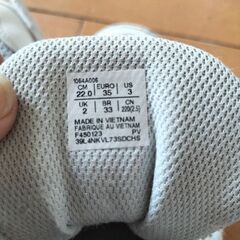 1064A006
CM EURO US
22.0 35 3
UK BR CN
2 33 220(2.5)
MADE IN VIETNAM
FABRIQUE AU VIETNAM
F450123 PV
39L4NKVL73SDCHS